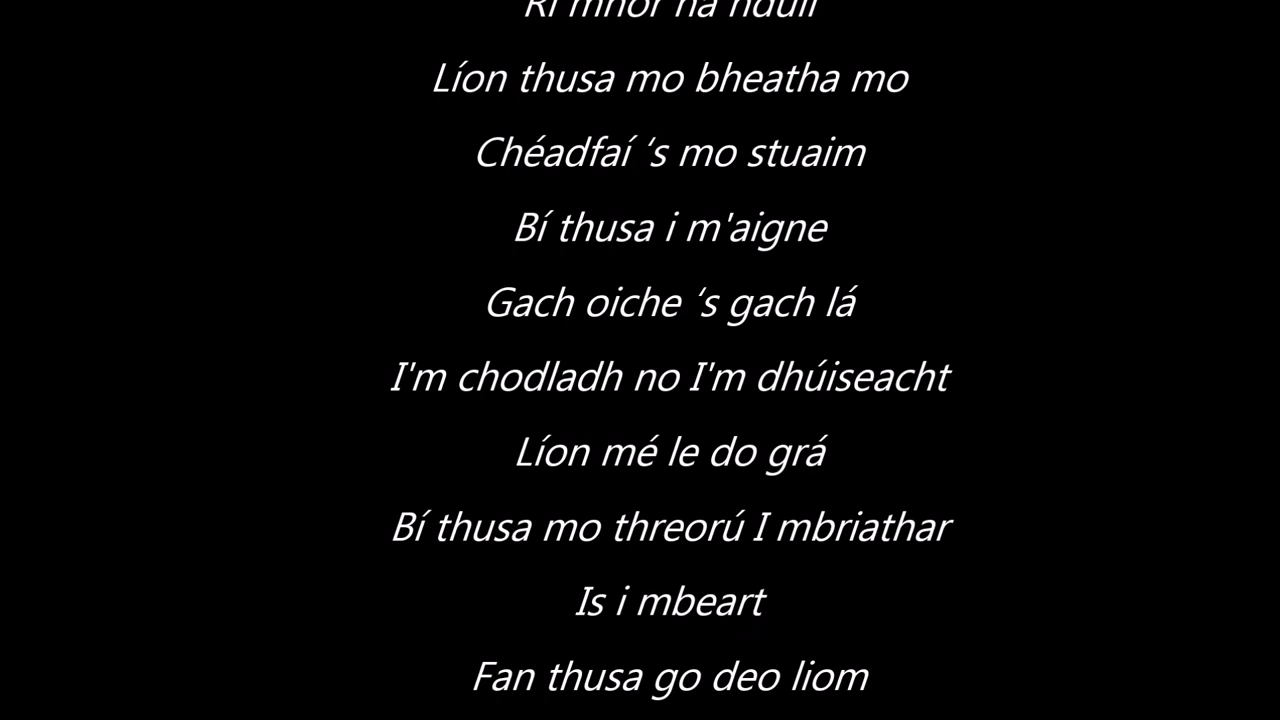 Rí mhór na ndúil
Líon thusa mo bheatha mo
Chéadfaí ‘s mo stuaim
Bí thusa i m'aigne
Gach oiche ‘s gach lá
I'm chodladh no I'm dhúiseacht
Líon mé le do grá
Bí thusa mo threorú I mbriathar
Is i mbeart
Fan thusa go deo liom